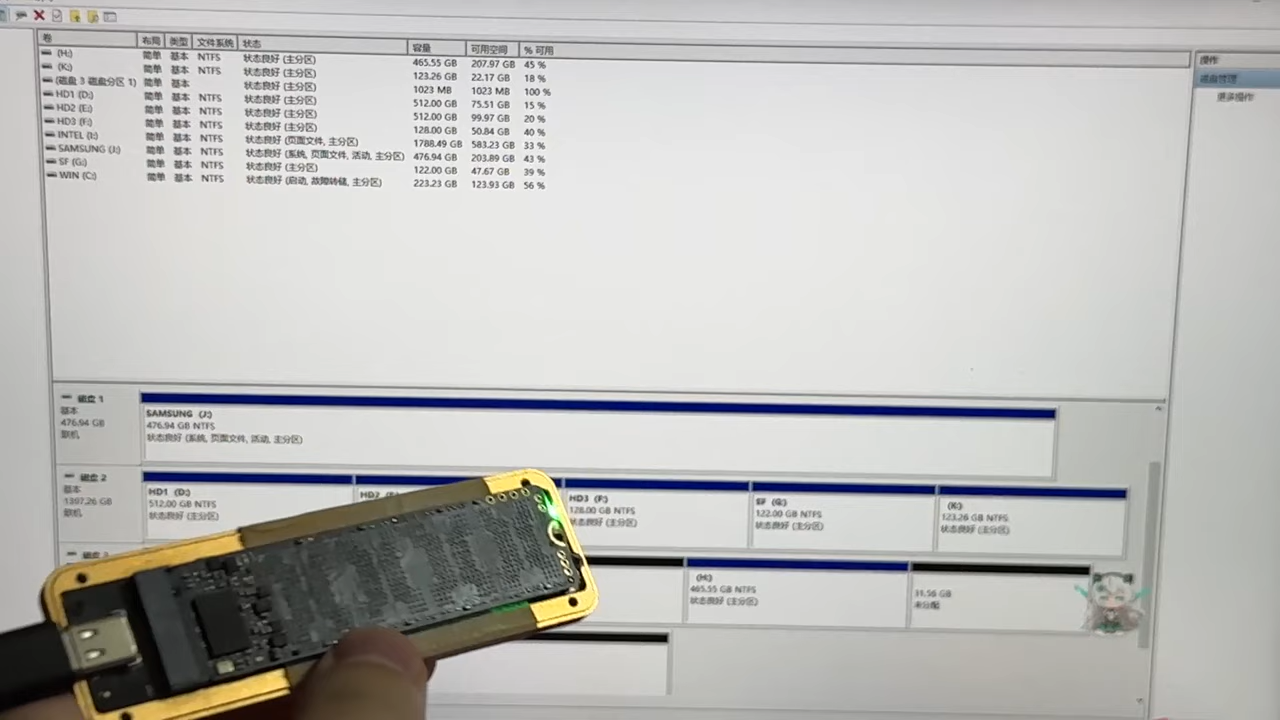 卷 布局 类型 文件系统 状态 容量 可用空间 % 可用
(H:) 简单 基本 NTFS 状态良好 (主分区) 465.55 GB 207.97 GB 45 %
(K:) 简单 基本 NTFS 状态良好 (主分区) 123.26 GB 22.17 GB 18 %
(磁盘 3 磁盘分区 1) 简单 基本 状态良好 (主分区) 1023 MB 1023 MB 100 %
HD1 (D:) 简单 基本 NTFS 状态良好 (主分区) 512.00 GB 75.51 GB 15 %
HD2 (E:) 简单 基本 NTFS 状态良好 (主分区) 512.00 GB 99.97 GB 20 %
HD3 (F:) 简单 基本 NTFS 状态良好 (主分区) 128.00 GB 50.84 GB 40 %
INTEL (I:) 简单 基本 NTFS 状态良好 (页面文件, 主分区) 1788.49 GB 583.23 GB 33 %
SAMSUNG (J:) 简单 基本 NTFS 状态良好 (系统, 页面文件, 活动, 主分区) 476.94 GB 203.89 GB 43 %
SF (G:) 简单 基本 NTFS 状态良好 (主分区) 122.00 GB 47.67 GB 39 %
WIN (C:) 简单 基本 NTFS 状态良好 (启动, 故障转储, 主分区) 223.23 GB 123.93 GB 56 %
操作
磁盘管理
更多操作
磁盘 1
基本
476.94 GB
联机
SAMSUNG (J:)
476.94 GB NTFS
状态良好 (系统, 页面文件, 活动, 主分区)
磁盘 2
基本
1397.26 GB
联机
HD1 (D:)
512.00 GB NTFS
状态良好 (主分区)
HD2
HD3 (F:)
128.00 GB NTFS
状态良好 (主分区)
SF (G:)
122.00 GB NTFS
状态良好 (主分区)
(K:)
123.26 GB NTFS
状态良好 (主分区)
(H:)
465.55 GB NTFS
状态良好 (主分区)
31.56 GB
未分配